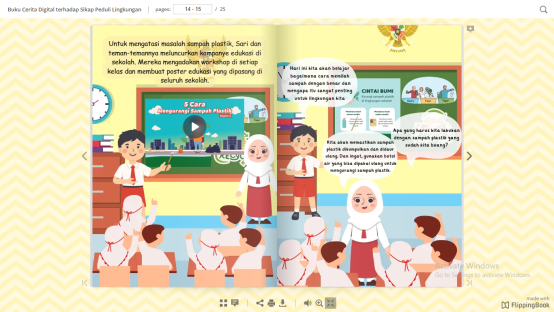 Buku Cerita Digital terhadap Sikap Peduli Lingkungan
pages:
14 - 15
/ 25
Untuk mengatasi masalah sampah plastik, Sari dan
teman-temannya meluncurkan kampanye edukasi di
sekolah. Mereka mengadakan workshop di setiap
kelas dan membuat poster edukasi yang dipasang di
seluruh sekolah.
5 Cara
Mengurangi Sampah Plastik
Hari ini kita akan belajar
bagaimana cara memilah
sampah dengan benar dan
mengapa itu sangat penting
untuk lingkungan kita
CINTAI BUMI
Apa yang harus kita lakukan
dengan sampah plastik yang
sudah kita buang?
Kita akan memastikan sampah
plastik dikumpulkan dan didaur
ulang. Dan ingat, gunakan botol
air yang bisa dipakai ulang untuk
mengurangi sampah plastik.
Activate Windows
Go to Settings to activate Windows.
made with
FlippingBook